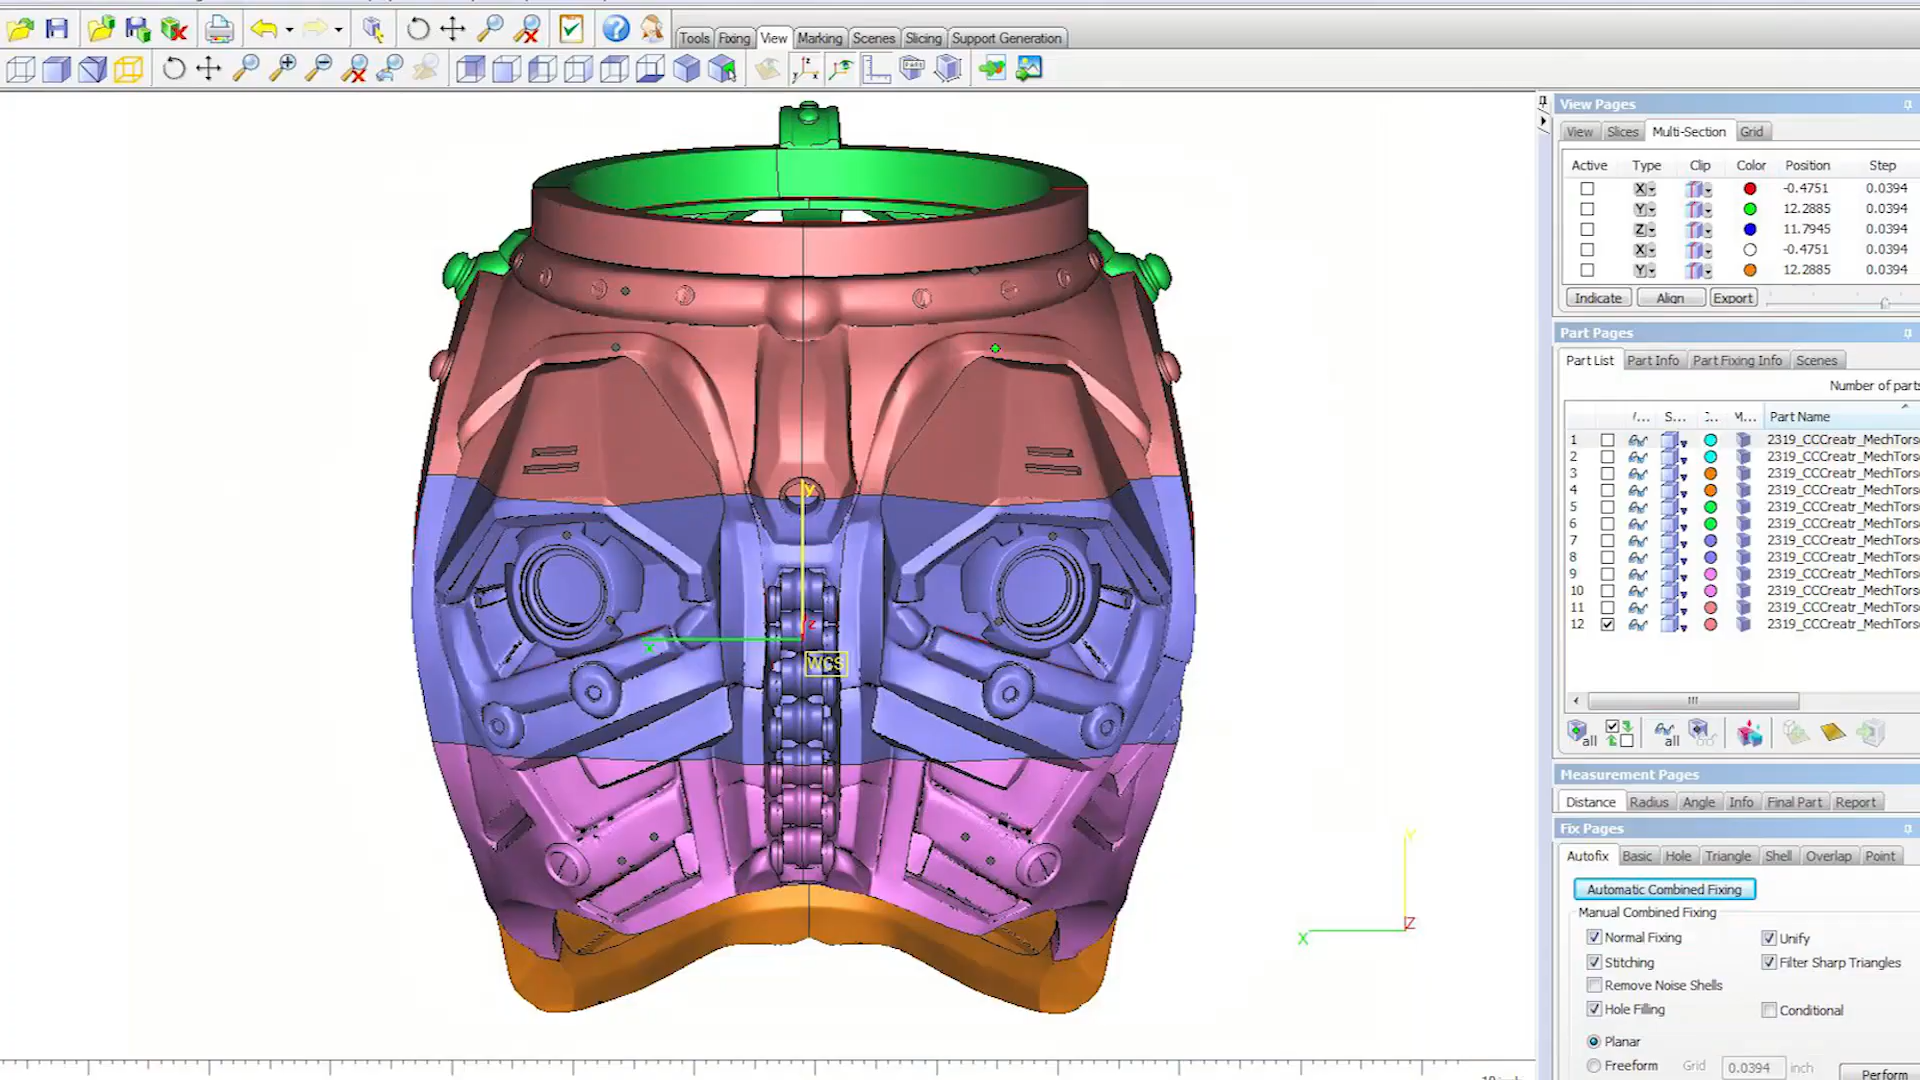 Tools Fixing View Marking Scenes Slicing Support Generation
View Pages
View Slices Multi-Section Grid
Active Type Clip Color Position Step
X -0.4751 0.0394
Y 12.2885 0.0394
Z 11.7945 0.0394
X -0.4751 0.0394
Y 12.2885 0.0394
Indicate Align Export
Part Pages
Part List Part Info Part Fixing Info Scenes
Number of parts
S... M... Part Name
1 2319_CCCreatr_MechTors
2 2319_CCCreatr_MechTors
3 2319_CCCreatr_MechTors
4 2319_CCCreatr_MechTors
5 2319_CCCreatr_MechTors
6 2319_CCCreatr_MechTors
7 2319_CCCreatr_MechTors
8 2319_CCCreatr_MechTors
9 2319_CCCreatr_MechTors
10 2319_CCCreatr_MechTors
11 2319_CCCreatr_MechTors
12 2319_CCCreatr_MechTors
all all
Measurement Pages
Distance Radius Angle Info Final Part Report
Fix Pages
Autofix Basic Hole Triangle Shell Overlap Point
Automatic Combined Fixing
Manual Combined Fixing
Normal Fixing Unify
Stitching Filter Sharp Triangles
Remove Noise Shells
Hole Filling Conditional
Planar
Freeform Grid 0.0394 inch
Perform
Y
Z
X
WCS
Y
X Z